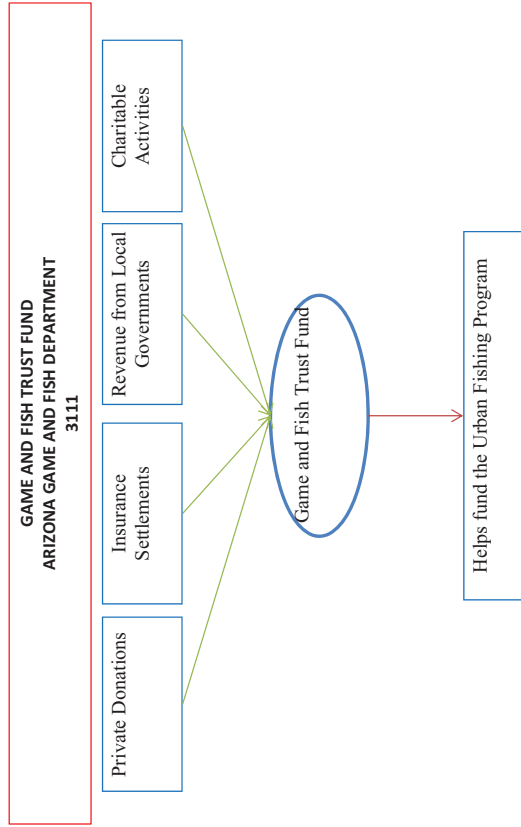 GAME AND FISH TRUST FUND
ARIZONA GAME AND FISH DEPARTMENT
3111
Private Donations
Insurance
Settlements
Revenue from Local
Governments
Charitable
Activities
Game and Fish Trust Fund
Helps fund the Urban Fishing Program